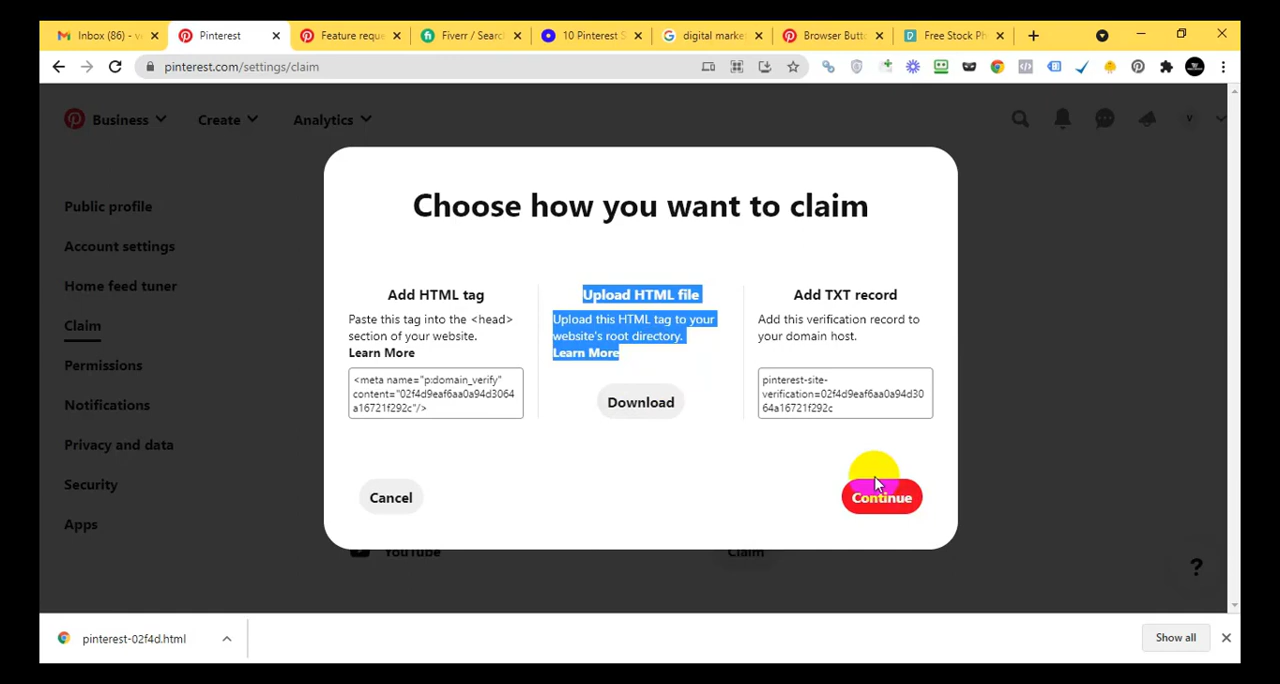 Inbox (86) - v
Pinterest
Feature reque
Fiverr / Searc
10 Pinterest S
digital marke
Browser Butto
Free Stock Ph
pinterest.com/settings/claim
Business
Create
Analytics
V
Public profile
Account settings
Home feed tuner
Claim
Permissions
Notifications
Privacy and data
Security
Apps
Choose how you want to claim
Add HTML tag
Paste this tag into the <head>
section of your website.
Learn More
<meta name="p:domain_verify"
content="02f4d9eaf6aa0a94d3064
a16721f292c"/>
Upload HTML file
Upload this HTML tag to your
website's root directory.
Learn More
Download
Add TXT record
Add this verification record to
your domain host.
pinterest-site-
verification=02f4d9eaf6aa0a94d30
64a16721f292c
Cancel
Continue
YouTube
Claim
?
pinterest-02f4d.html
Show all